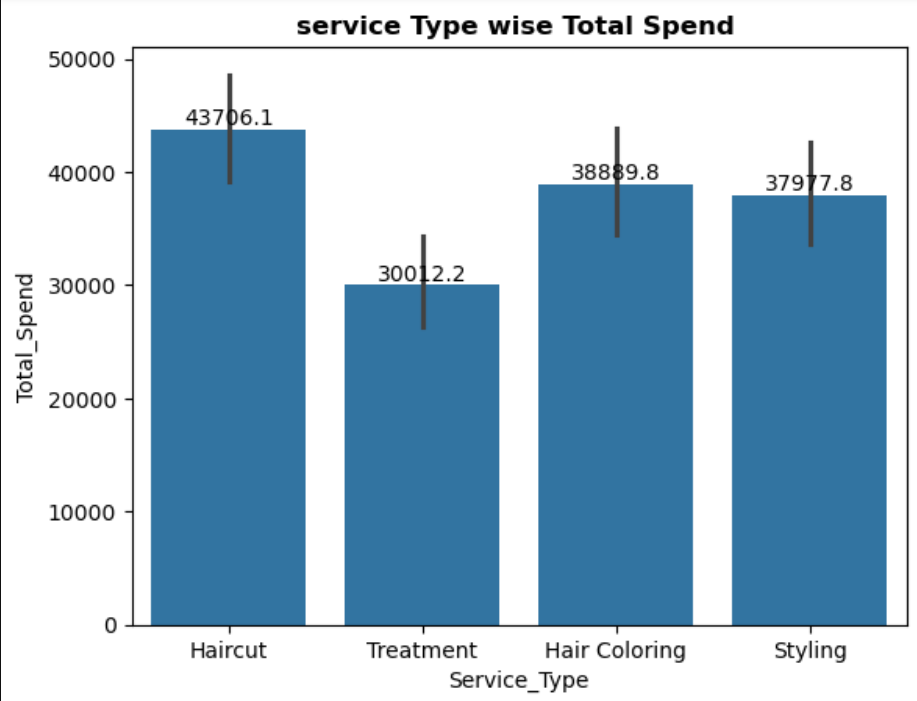 service Type wise Total Spend
50000
40000
30000
20000
10000
0
Total_Spend
43706.1
30012.2
38889.8
37977.8
Haircut
Treatment
Hair Coloring
Styling
Service_Type